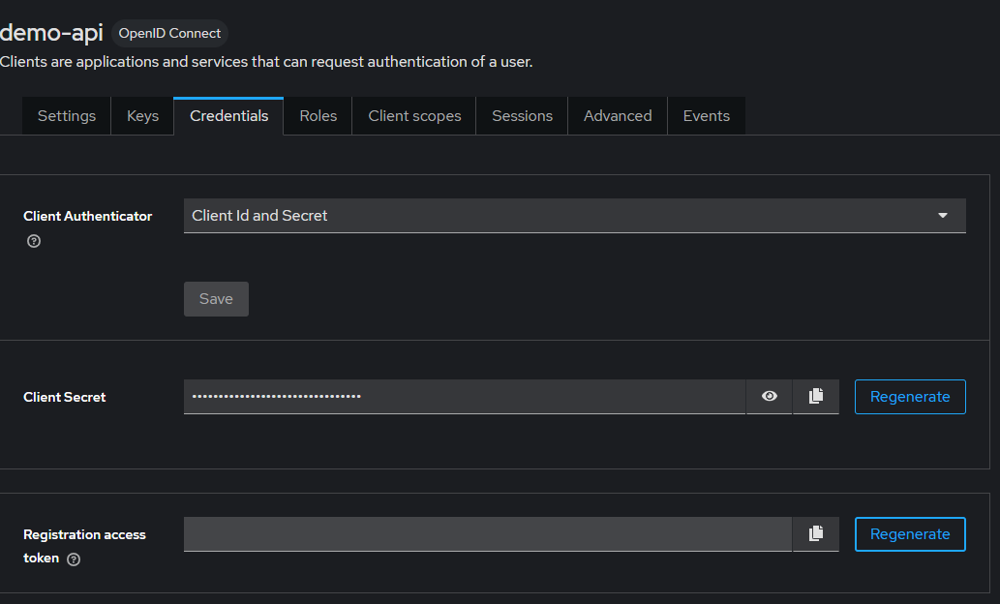 demo-api OpenID Connect
Clients are applications and services that can request authentication of a user.
Settings Keys Credentials Roles Client scopes Sessions Advanced Events
Client Authenticator Client Id and Secret
Save
Client Secret •••••••••••••••••••••••••••••••• Regenerate
Registration access Regenerate
token